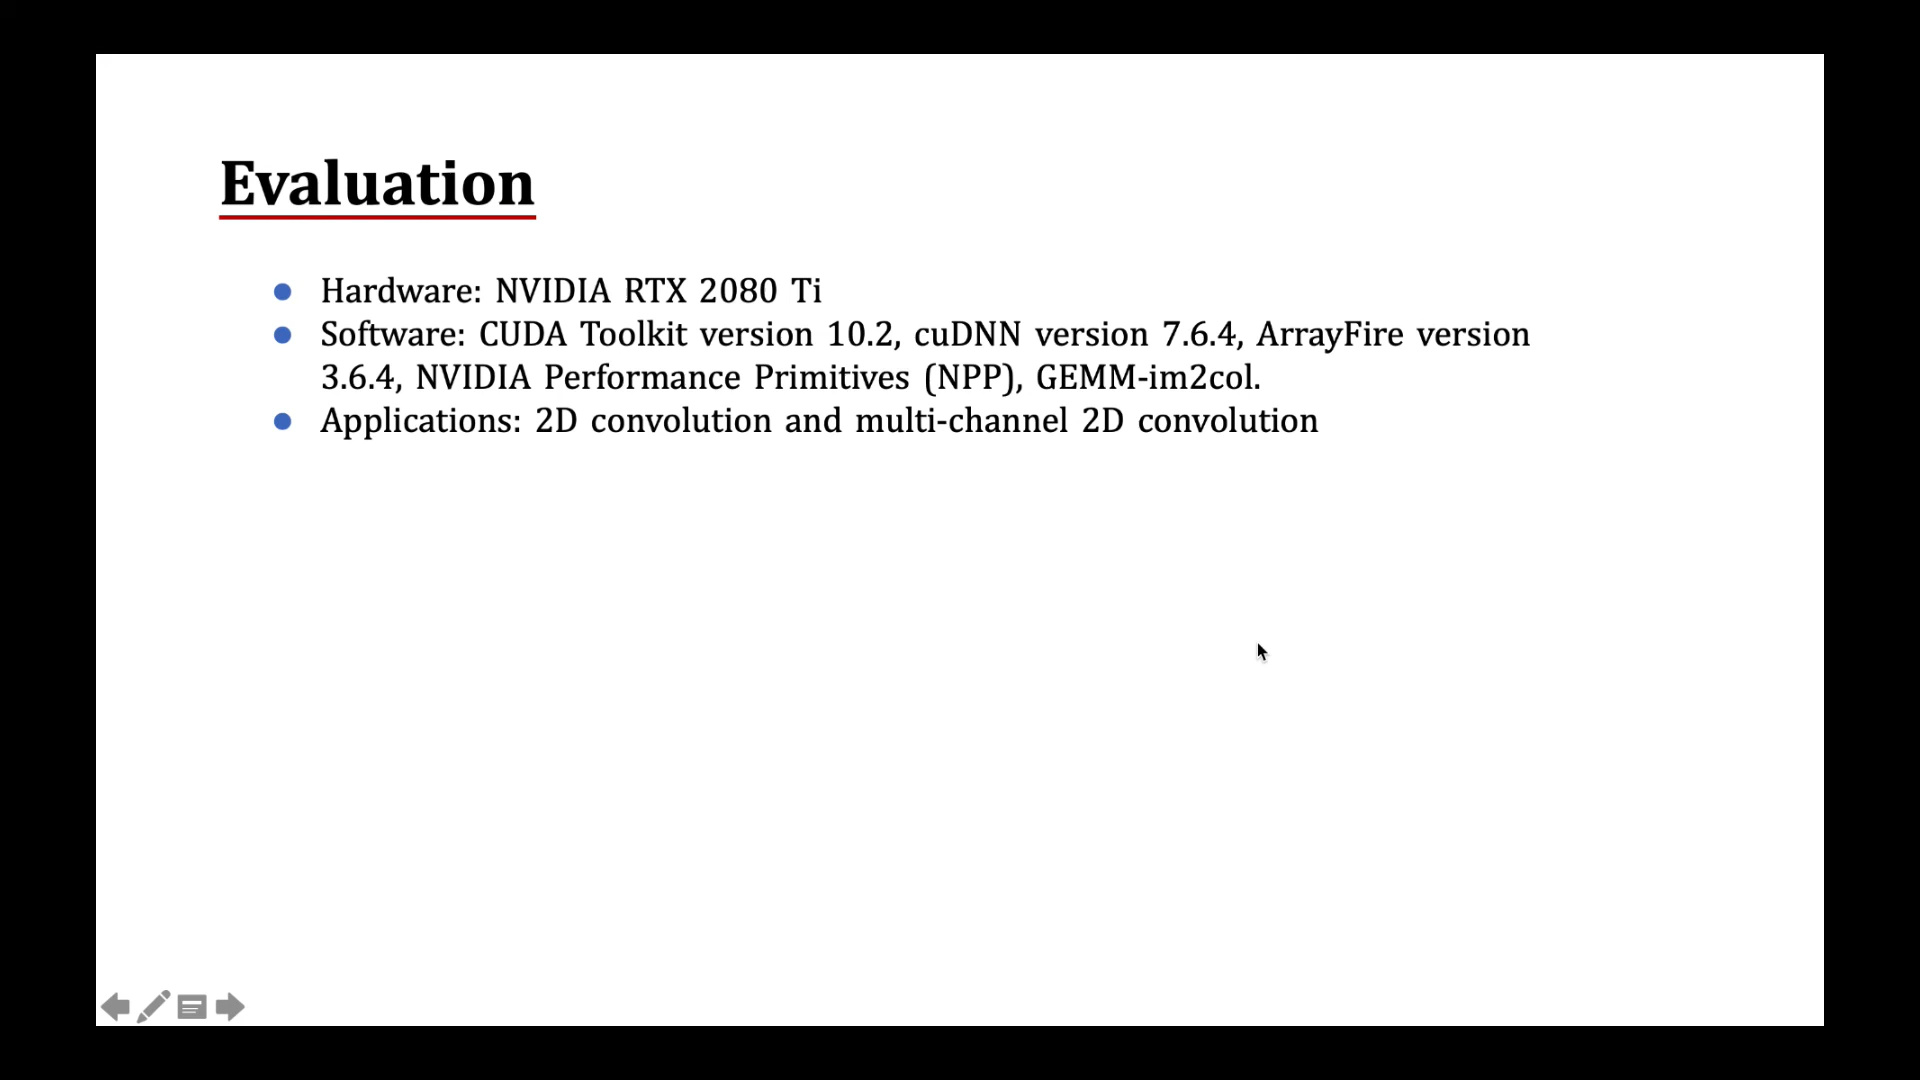 Evaluation
Hardware: NVIDIA RTX 2080 Ti
Software: CUDA Toolkit version 10.2, cuDNN version 7.6.4, ArrayFire version
3.6.4, NVIDIA Performance Primitives (NPP), GEMM-im2col.
Applications: 2D convolution and multi-channel 2D convolution